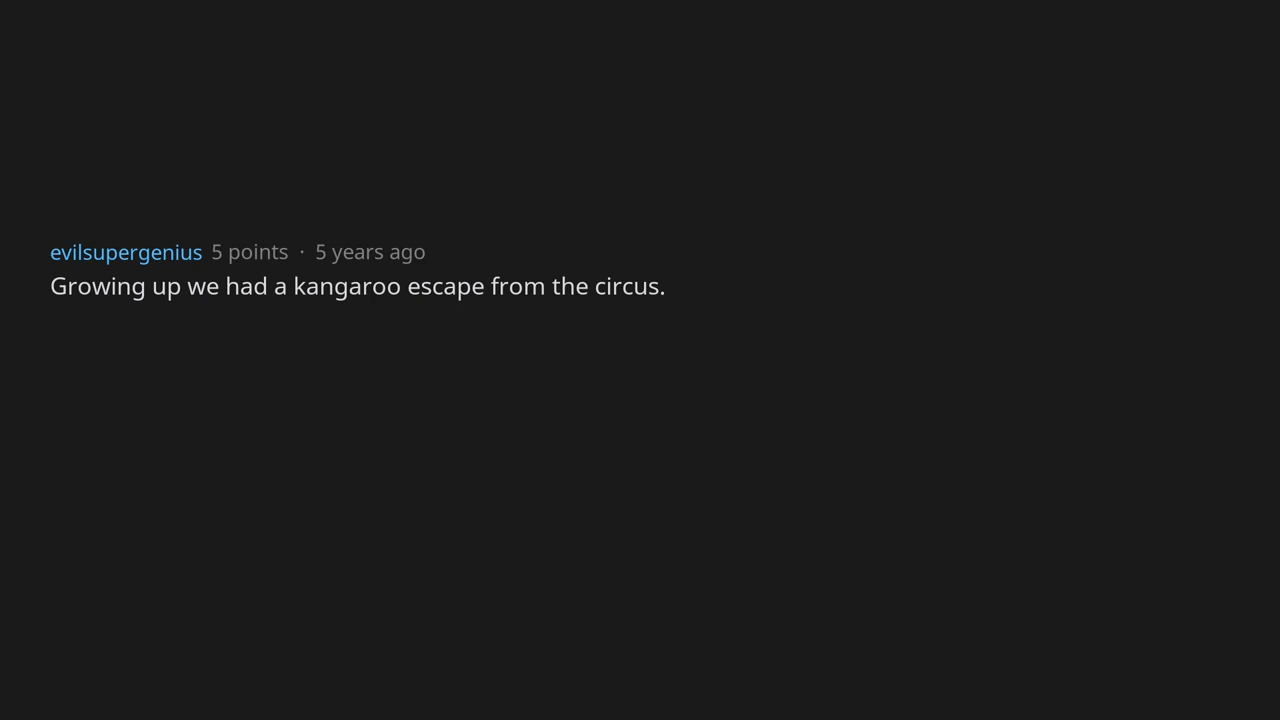 evilsupergenius 5 points · 5 years ago
Growing up we had a kangaroo escape from the circus.